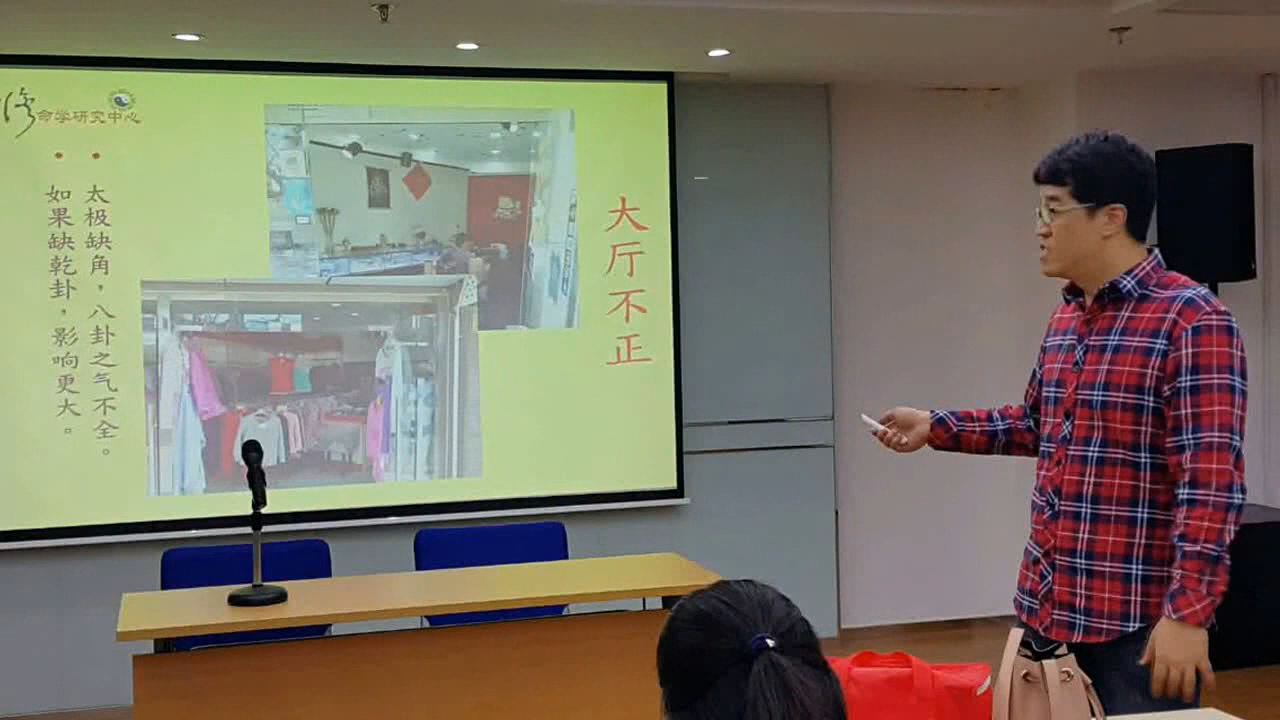 命学研究中心
大厅不正
太极缺角，八卦之气不全。
如果缺乾卦，影响更大。